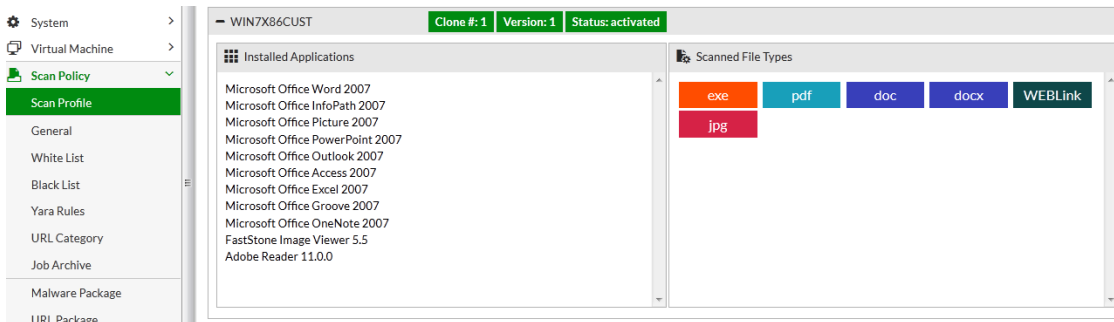 System
Virtual Machine
Scan Policy
Scan Profile
General
White List
Black List
Yara Rules
URL Category
Job Archive
Malware Package
URL Package
WIN7X86CUST Clone #: 1 Version: 1 Status: activated
Installed Applications
Microsoft Office Word 2007
Microsoft Office InfoPath 2007
Microsoft Office Picture 2007
Microsoft Office PowerPoint 2007
Microsoft Office Outlook 2007
Microsoft Office Access 2007
Microsoft Office Excel 2007
Microsoft Office Groove 2007
Microsoft Office OneNote 2007
FastStone Image Viewer 5.5
Adobe Reader 11.0.0
Scanned File Types
exe pdf doc docx WEBLink
jpg